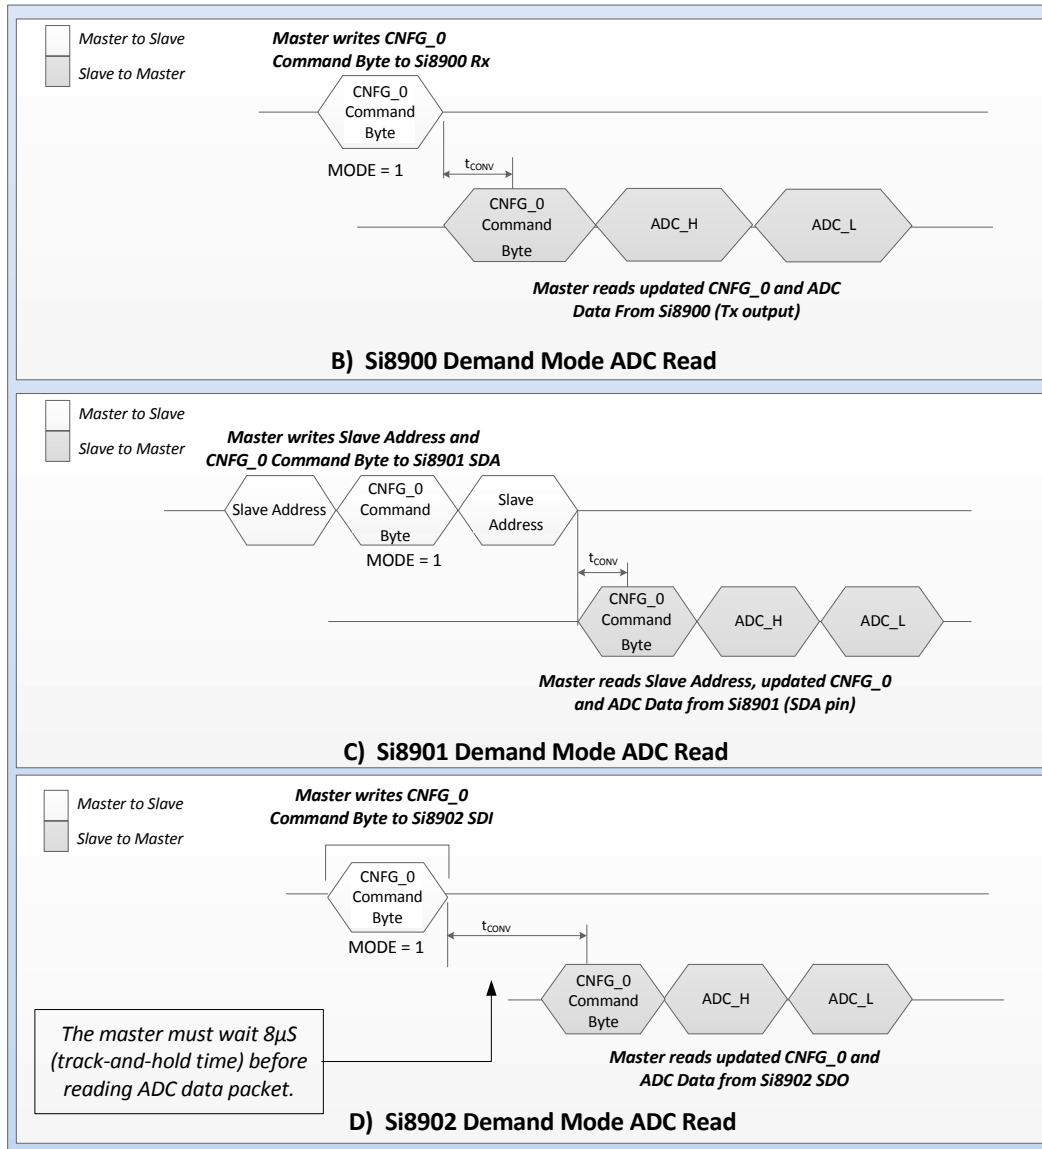 Master to Slave
Slave to Master
Master writes CNFG_0
Command Byte to Si8900 Rx
CNFG_0
Command
Byte
MODE = 1
tCONV
CNFG_0
Command
Byte
ADC_H
ADC_L
Master reads updated CNFG_0 and ADC
Data From Si8900 (Tx output)
B) Si8900 Demand Mode ADC Read
Master to Slave
Slave to Master
Master writes Slave Address and
CNFG_0 Command Byte to Si8901 SDA
Slave Address
CNFG_0
Command
Byte
Slave
Address
MODE = 1
tCONV
CNFG_0
Command
Byte
ADC_H
ADC_L
Master reads Slave Address, updated CNFG_0
and ADC Data from Si8901 (SDA pin)
C) Si8901 Demand Mode ADC Read
Master to Slave
Slave to Master
Master writes CNFG_0
Command Byte to Si8902 SDI
CNFG_0
Command
Byte
MODE = 1
tCONV
CNFG_0
Command
Byte
ADC_H
ADC_L
The master must wait 8µS
(track-and-hold time) before
reading ADC data packet.
Master reads updated CNFG_0 and
ADC Data from Si8902 SDO
D) Si8902 Demand Mode ADC Read